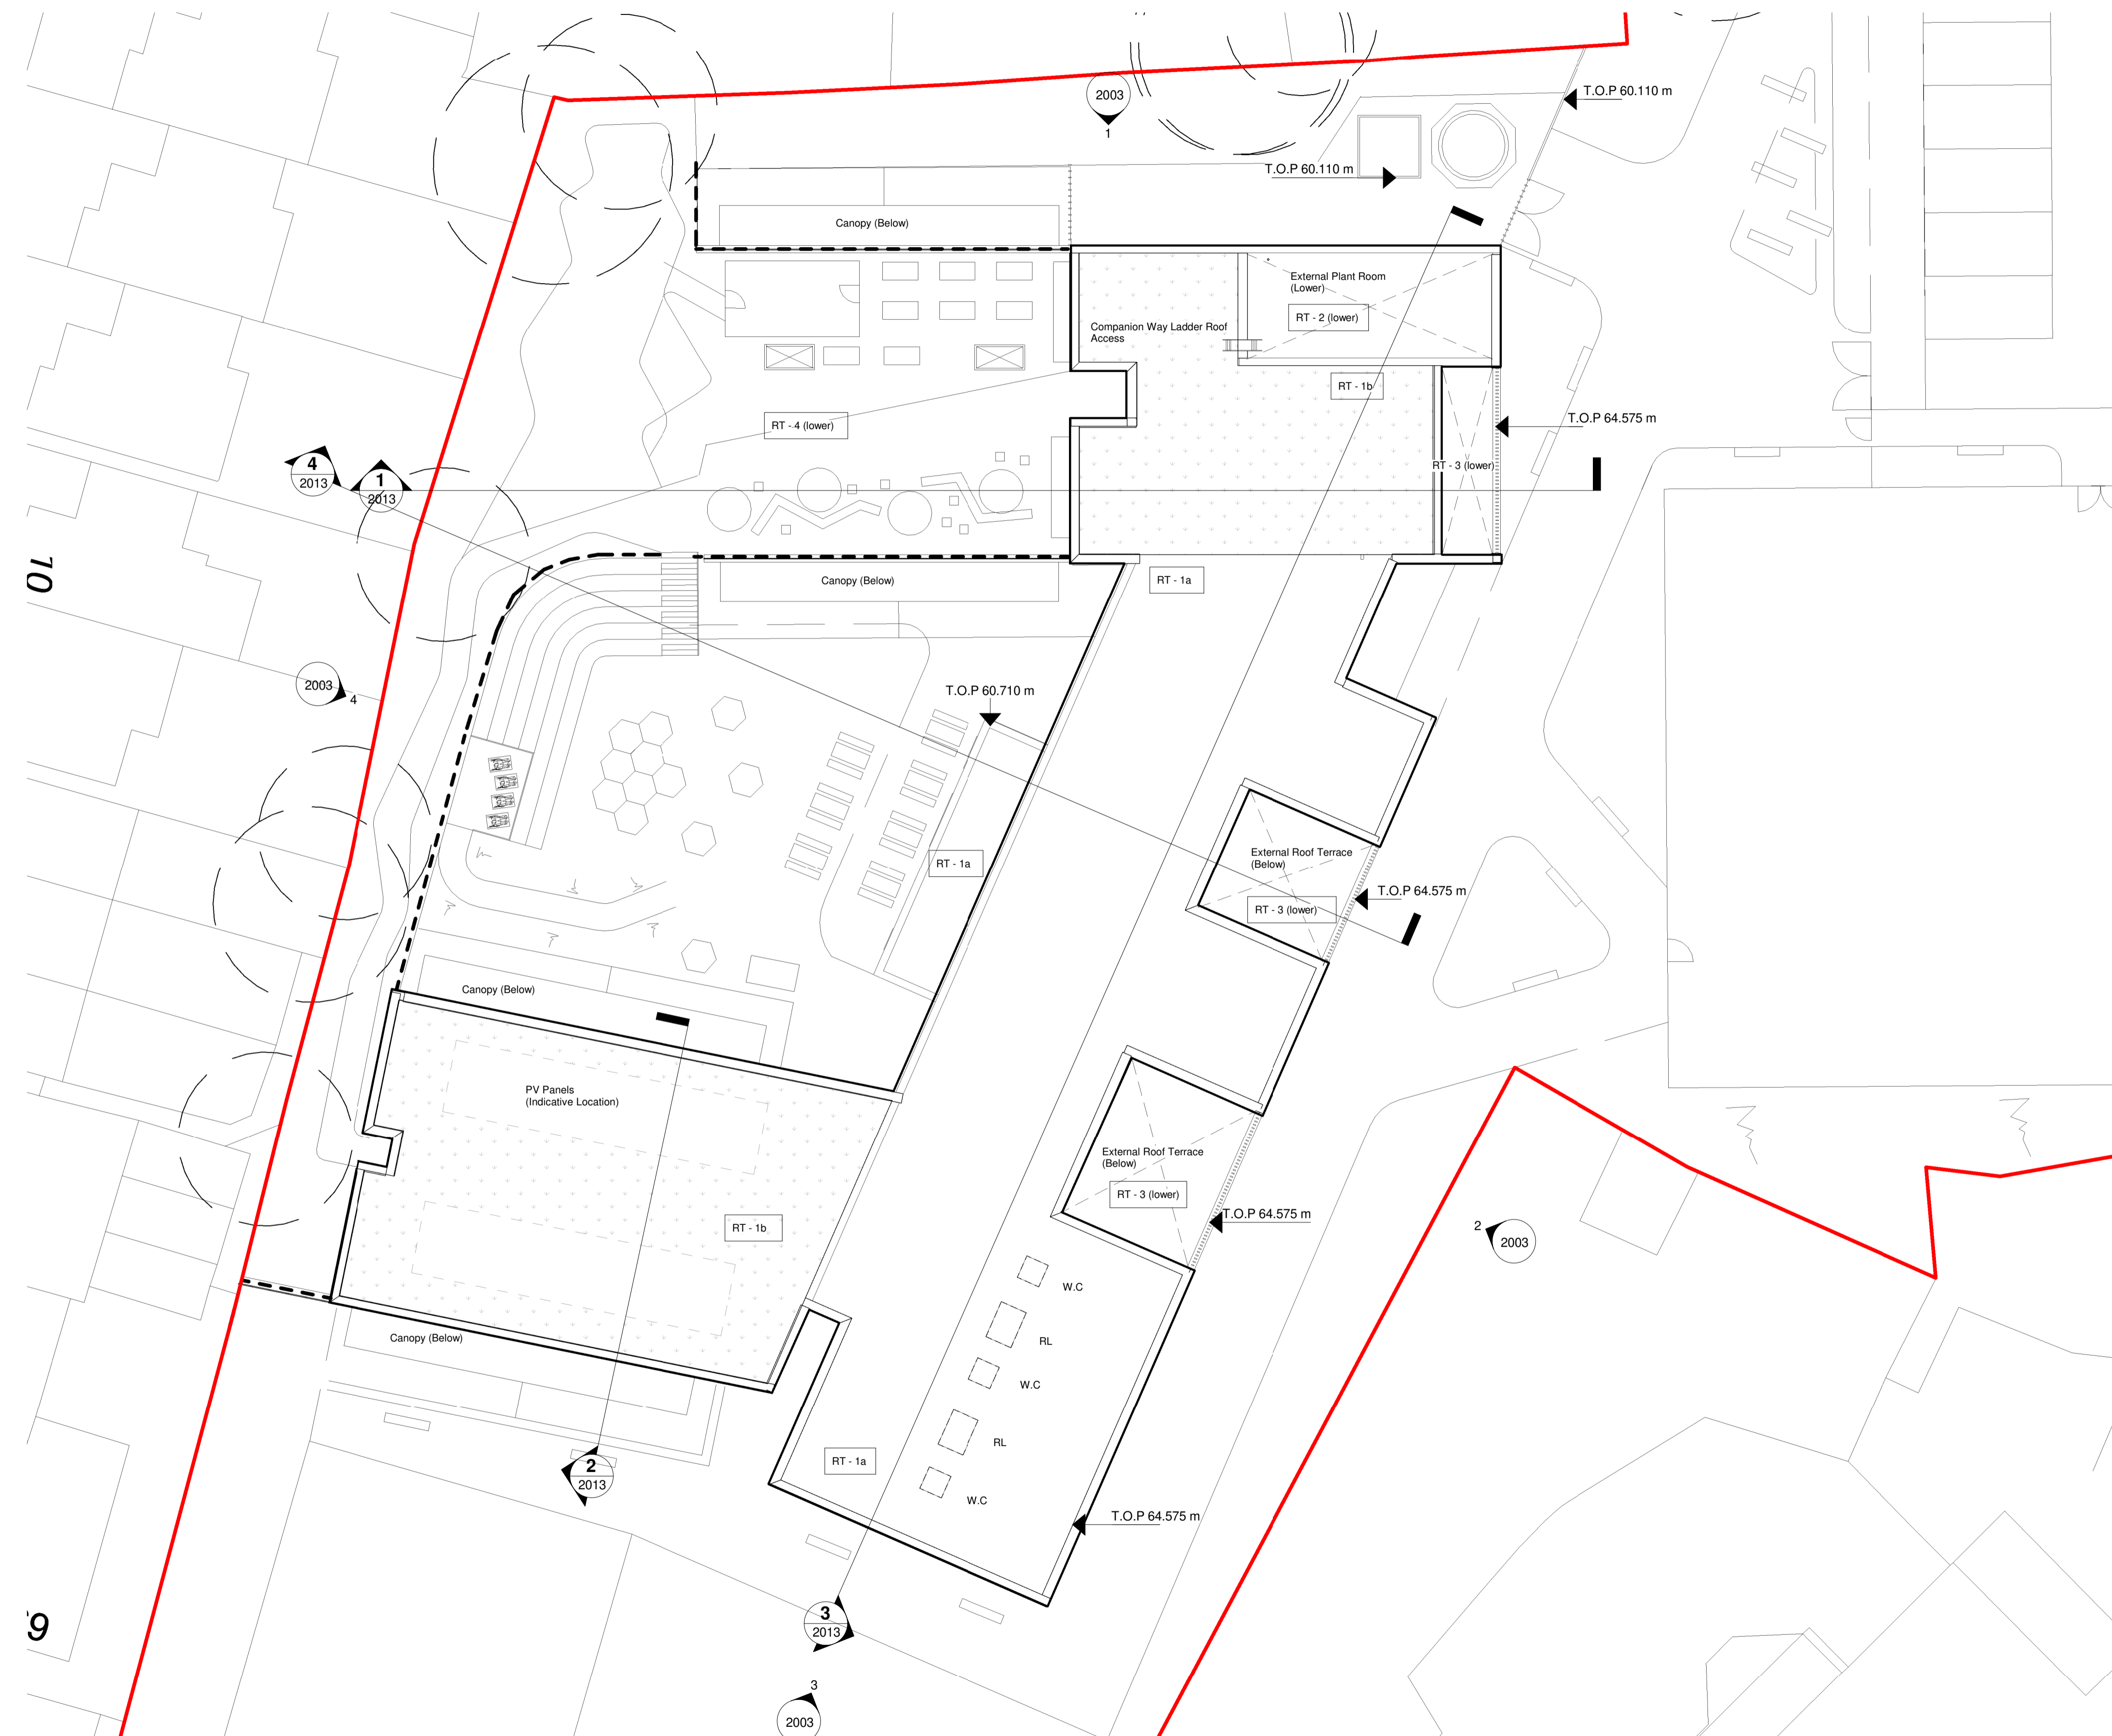 2003
1
T.O.P 60.110 m
T.O.P 60.110 m
Canopy (Below)
External Plant Room
(Lower)
RT - 2 (lower)
Companion Way Ladder Roof
Access
RT - 1b
RT - 4 (lower)
T.O.P 64.575 m
RT - 3 (lower)
4
2013
1
2013
10
Canopy (Below)
RT - 1a
2003
4
T.O.P 60.710 m
RT - 1a
External Roof Terrace
(Below)
RT - 3 (lower)
T.O.P 64.575 m
Canopy (Below)
PV Panels
(Indicative Location)
External Roof Terrace
(Below)
RT - 3 (lower)
T.O.P 64.575 m
RT - 1b
2
2003
W.C
RL
Canopy (Below)
W.C
RL
RT - 1a
2
2013
W.C
T.O.P 64.575 m
3
2013
3
2003